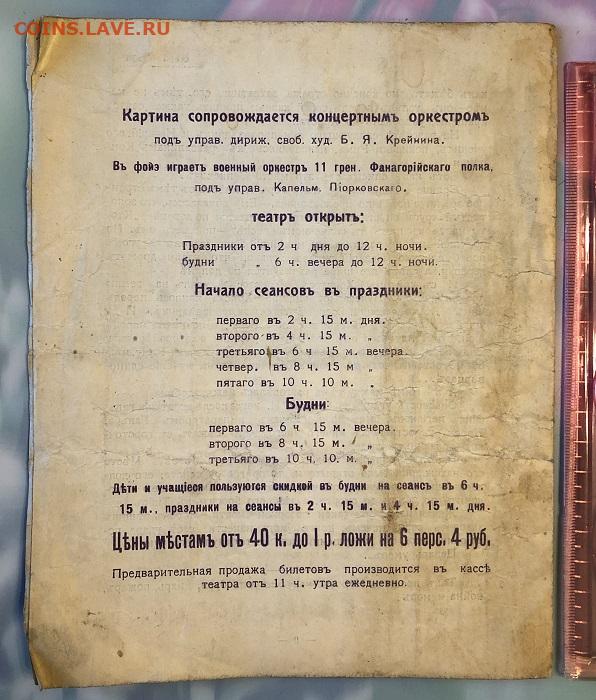 COINS.LAVE.RU
Картина сопровождается концертнымъ оркестромъ
подъ управ. дириж. своб. худ. Б. Я. Креймина.
Въ фойэ играетъ военный оркестръ 11 грен. Фанагорійскаго полка,
подъ управ. Капельм. Піорковскаго.
театръ открытъ:
Праздники отъ 2 ч дня до 12 ч. ночи.
будни „ 6 ч. вечера до 12 ч. ночи.
Начало сеансовъ въ праздники:
перваго въ 2 ч. 15 м. дня.
второго въ 4 ч. 15 м. „
третьяго въ 6 ч 15 м. вечера.
четвер. въ 8 ч. 15 м „
пятаго въ 10 ч. 10 м. „
Будни:
перваго въ 6 ч 15 м. вечера.
второго въ 8 ч. 15 м. „
третьяго въ 10 ч. 10. м. „
Дѣти и учащіеся пользуются скидкой въ будни на сеансъ въ 6 ч.
15 м., праздники на сеансы въ 2 ч. 15 м. и 4 ч. 15 м. дня.
Цѣны мѣстамъ отъ 40 к. до 1 р. ложи на 6 перс. 4 руб.
Предварительная продажа билетовъ производится въ кассѣ
театра отъ 11 ч. утра ежедневно.